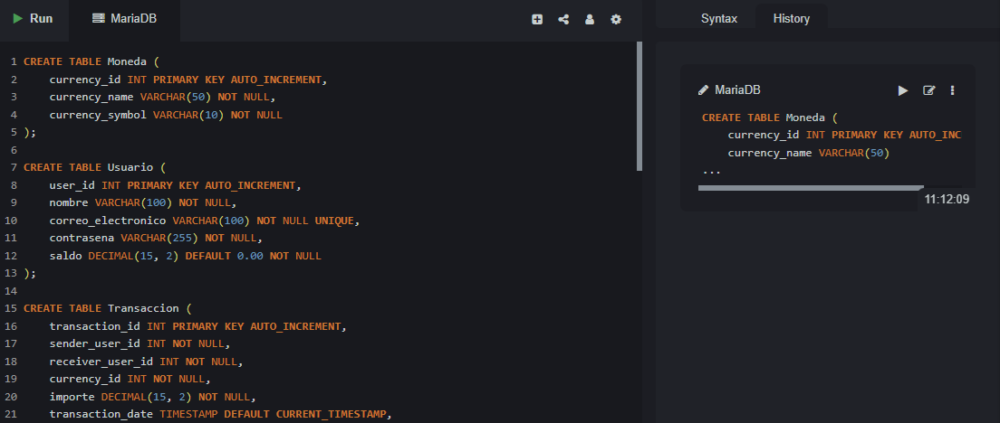 Run
MariaDB
1 CREATE TABLE Moneda (
2 currency_id INT PRIMARY KEY AUTO_INCREMENT,
3 currency_name VARCHAR(50) NOT NULL,
4 currency_symbol VARCHAR(10) NOT NULL
5 );
6
7 CREATE TABLE Usuario (
8 user_id INT PRIMARY KEY AUTO_INCREMENT,
9 nombre VARCHAR(100) NOT NULL,
10 correo_electronico VARCHAR(100) NOT NULL UNIQUE,
11 contrasena VARCHAR(255) NOT NULL,
12 saldo DECIMAL(15, 2) DEFAULT 0.00 NOT NULL
13 );
14
15 CREATE TABLE Transaccion (
16 transaction_id INT PRIMARY KEY AUTO_INCREMENT,
17 sender_user_id INT NOT NULL,
18 receiver_user_id INT NOT NULL,
19 currency_id INT NOT NULL,
20 importe DECIMAL(15, 2) NOT NULL,
21 transaction_date TIMESTAMP DEFAULT CURRENT_TIMESTAMP,
Syntax
History
MariaDB
CREATE TABLE Moneda (
currency_id INT PRIMARY KEY AUTO_INC
currency_name VARCHAR(50)
...
11:12:09